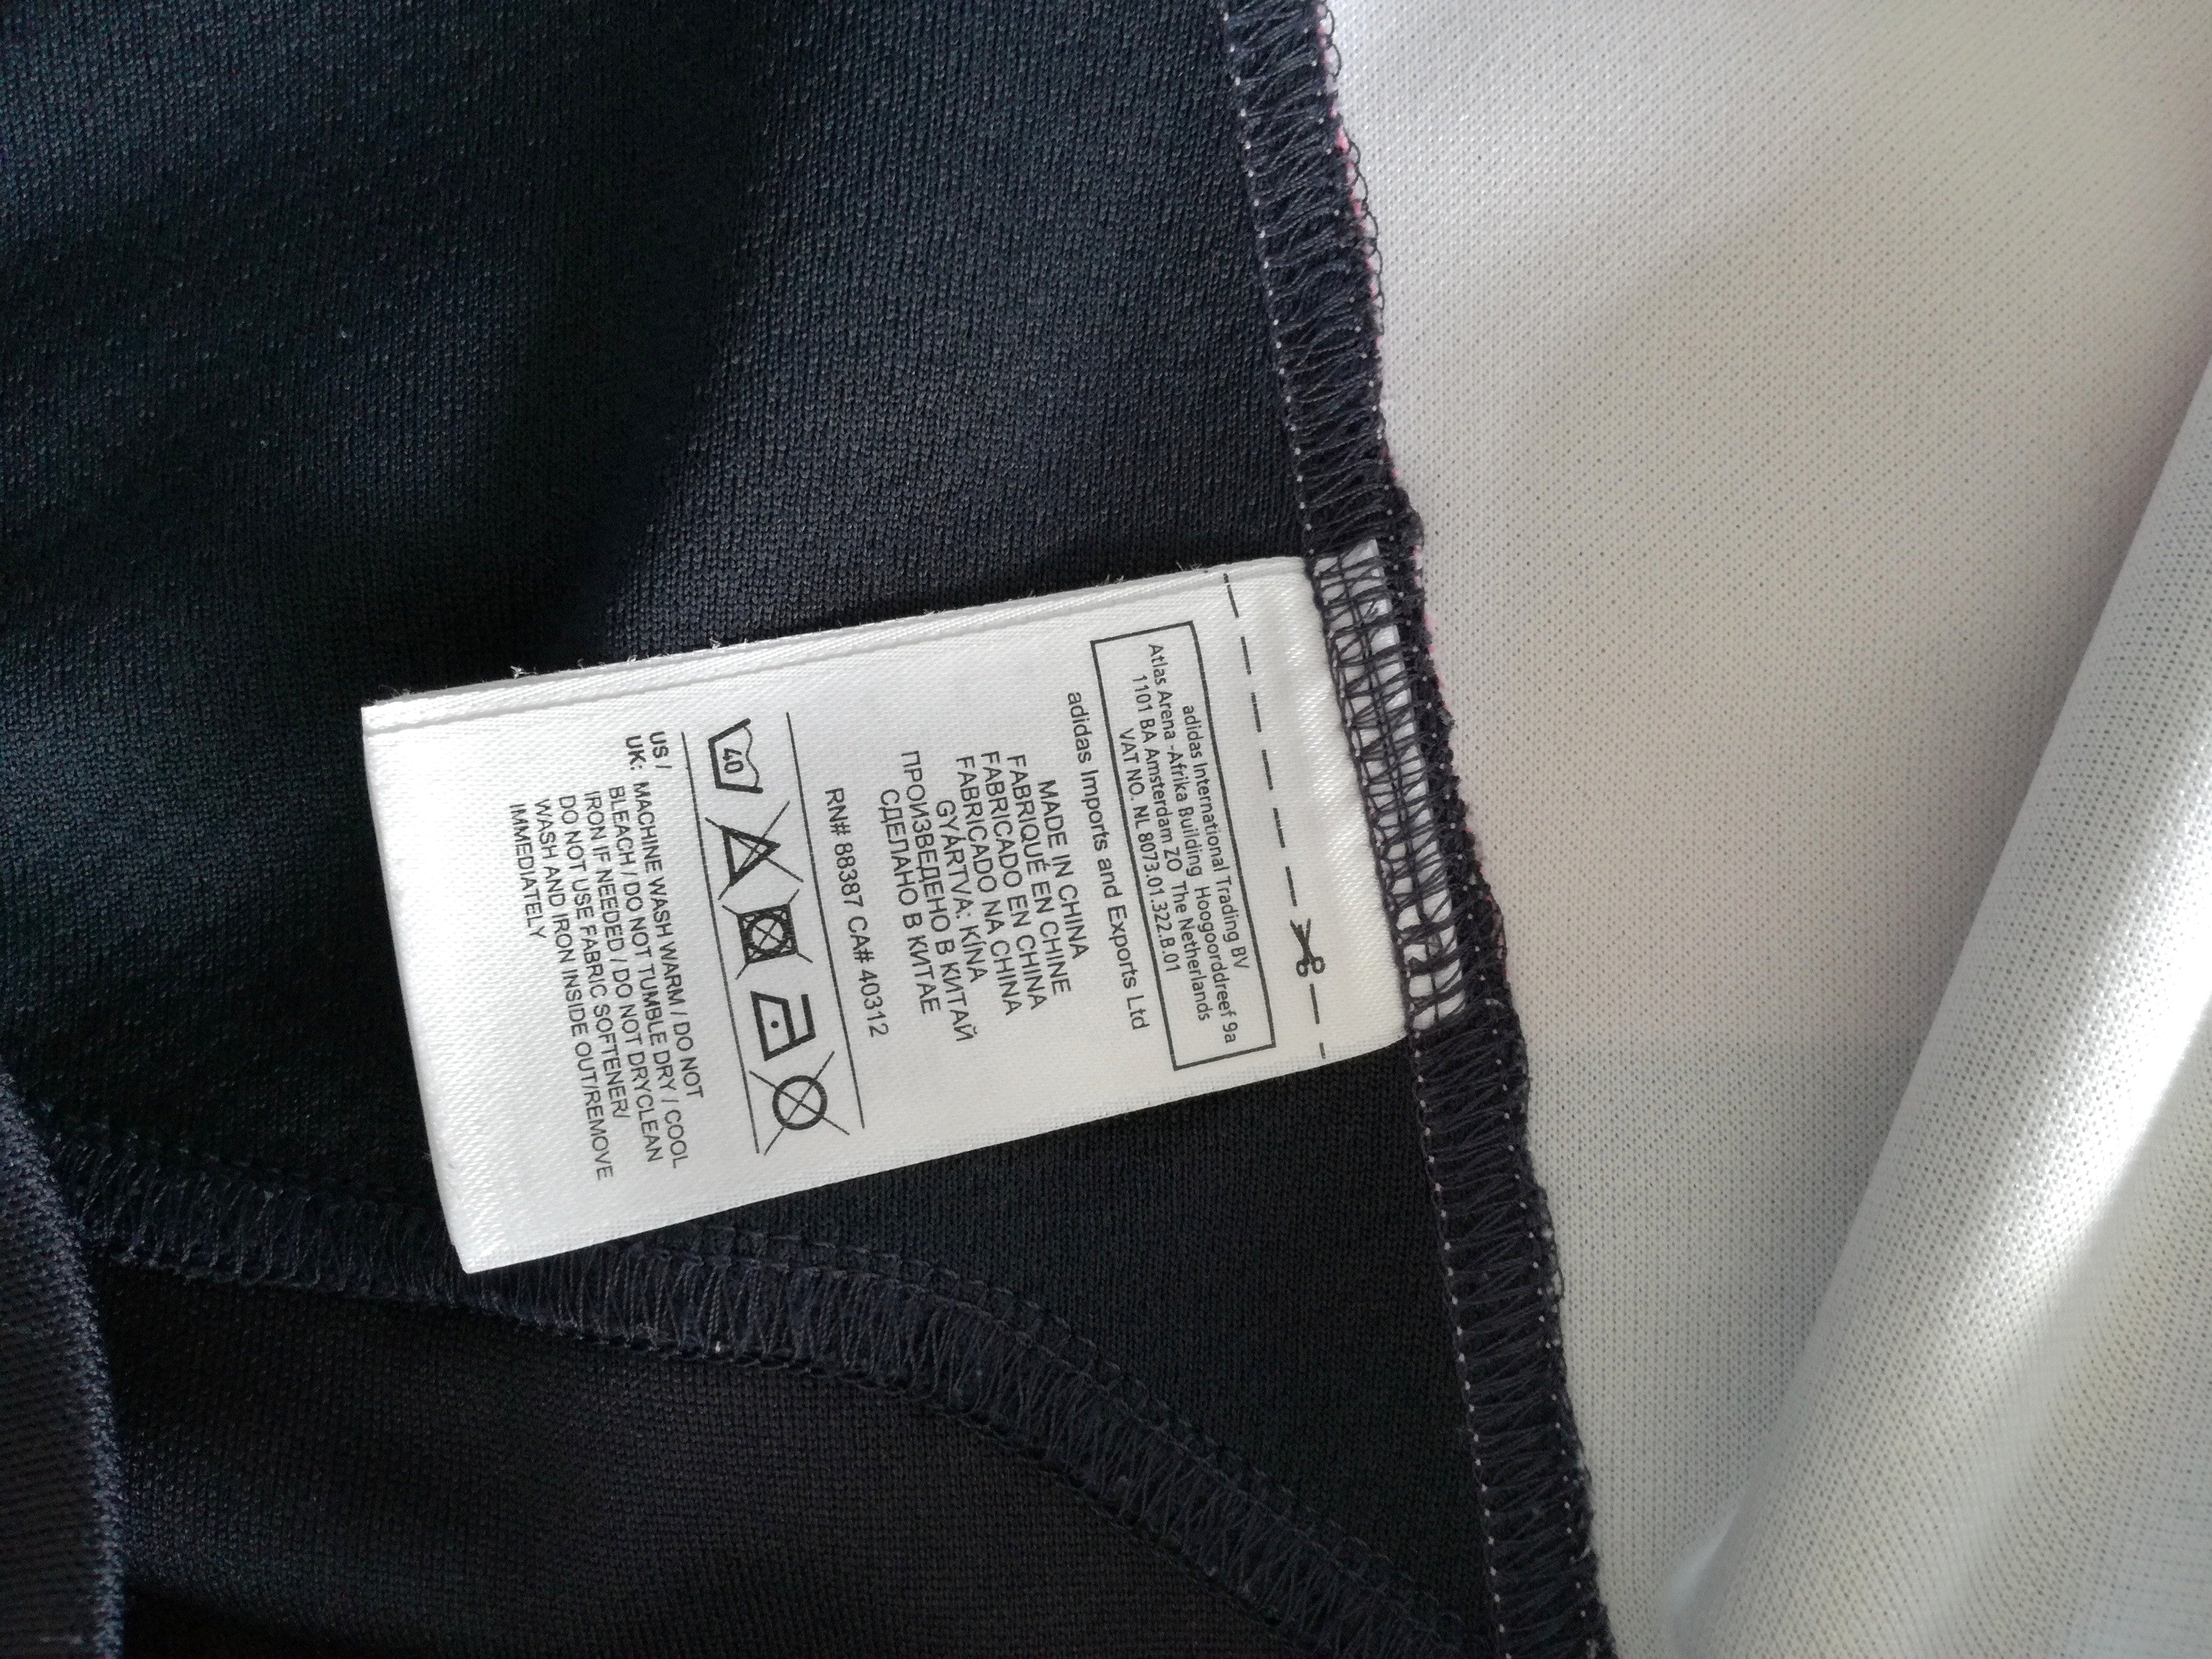 adidas International Trading BV
Atlas Arena -Afrika Building Hoogoorddreef 9a
1101 BA Amsterdam ZO The Netherlands
VAT NO. NL 8073.01.322.B.01
adidas Imports and Exports Ltd
MADE IN CHINA
FABRIQUÉ EN CHINE
FABRICADO EN CHINA
FABRICADO NA CHINA
GYÁRTVA: KÍNA
ПРОИЗВЕДЕНО В КИТАЙ
СДЕЛАНО В КИТАЕ
RN# 88387 CA# 40312
40
US /
UK: MACHINE WASH WARM / DO NOT
BLEACH / DO NOT TUMBLE DRY / COOL
IRON IF NEEDED / DO NOT DRYCLEAN
DO NOT USE FABRIC SOFTENER/
WASH AND IRON INSIDE OUT/REMOVE
IMMEDIATELY